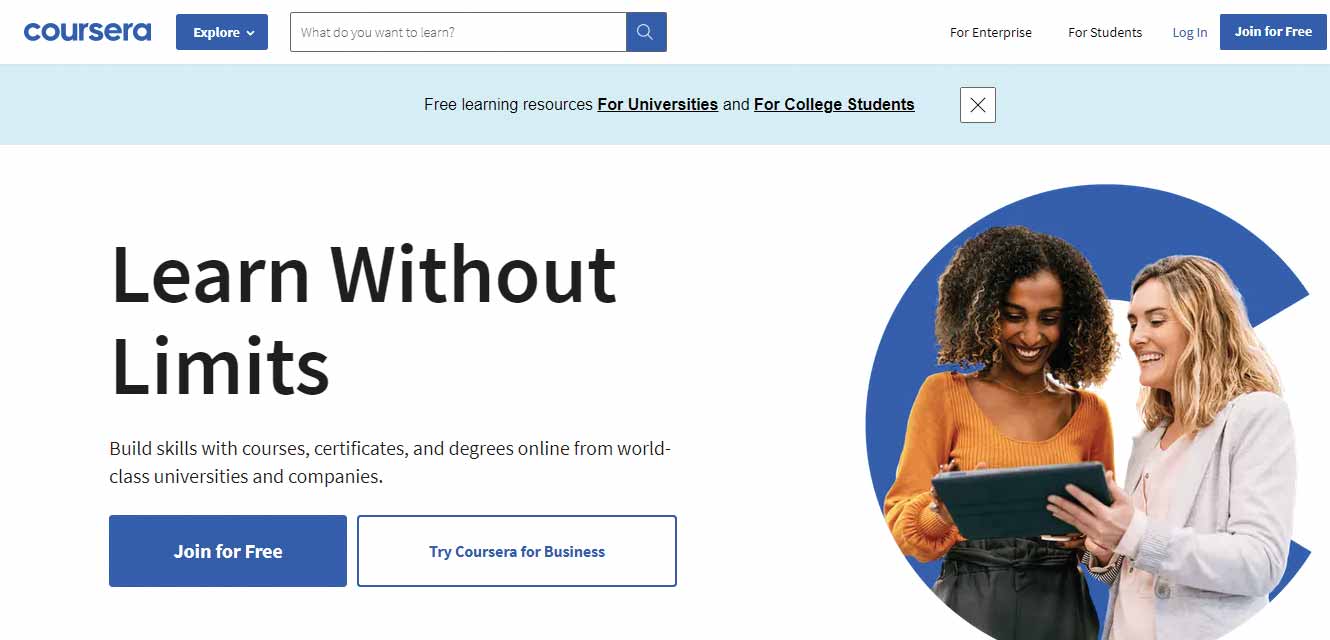 coursera
Explore
What do you want to learn?
For Enterprise
For Students
Log In
Join for Free
Free learning resources For Universities and For College Students
Learn Without
Limits
Build skills with courses, certificates, and degrees online from world-
class universities and companies.
Join for Free
Try Coursera for Business